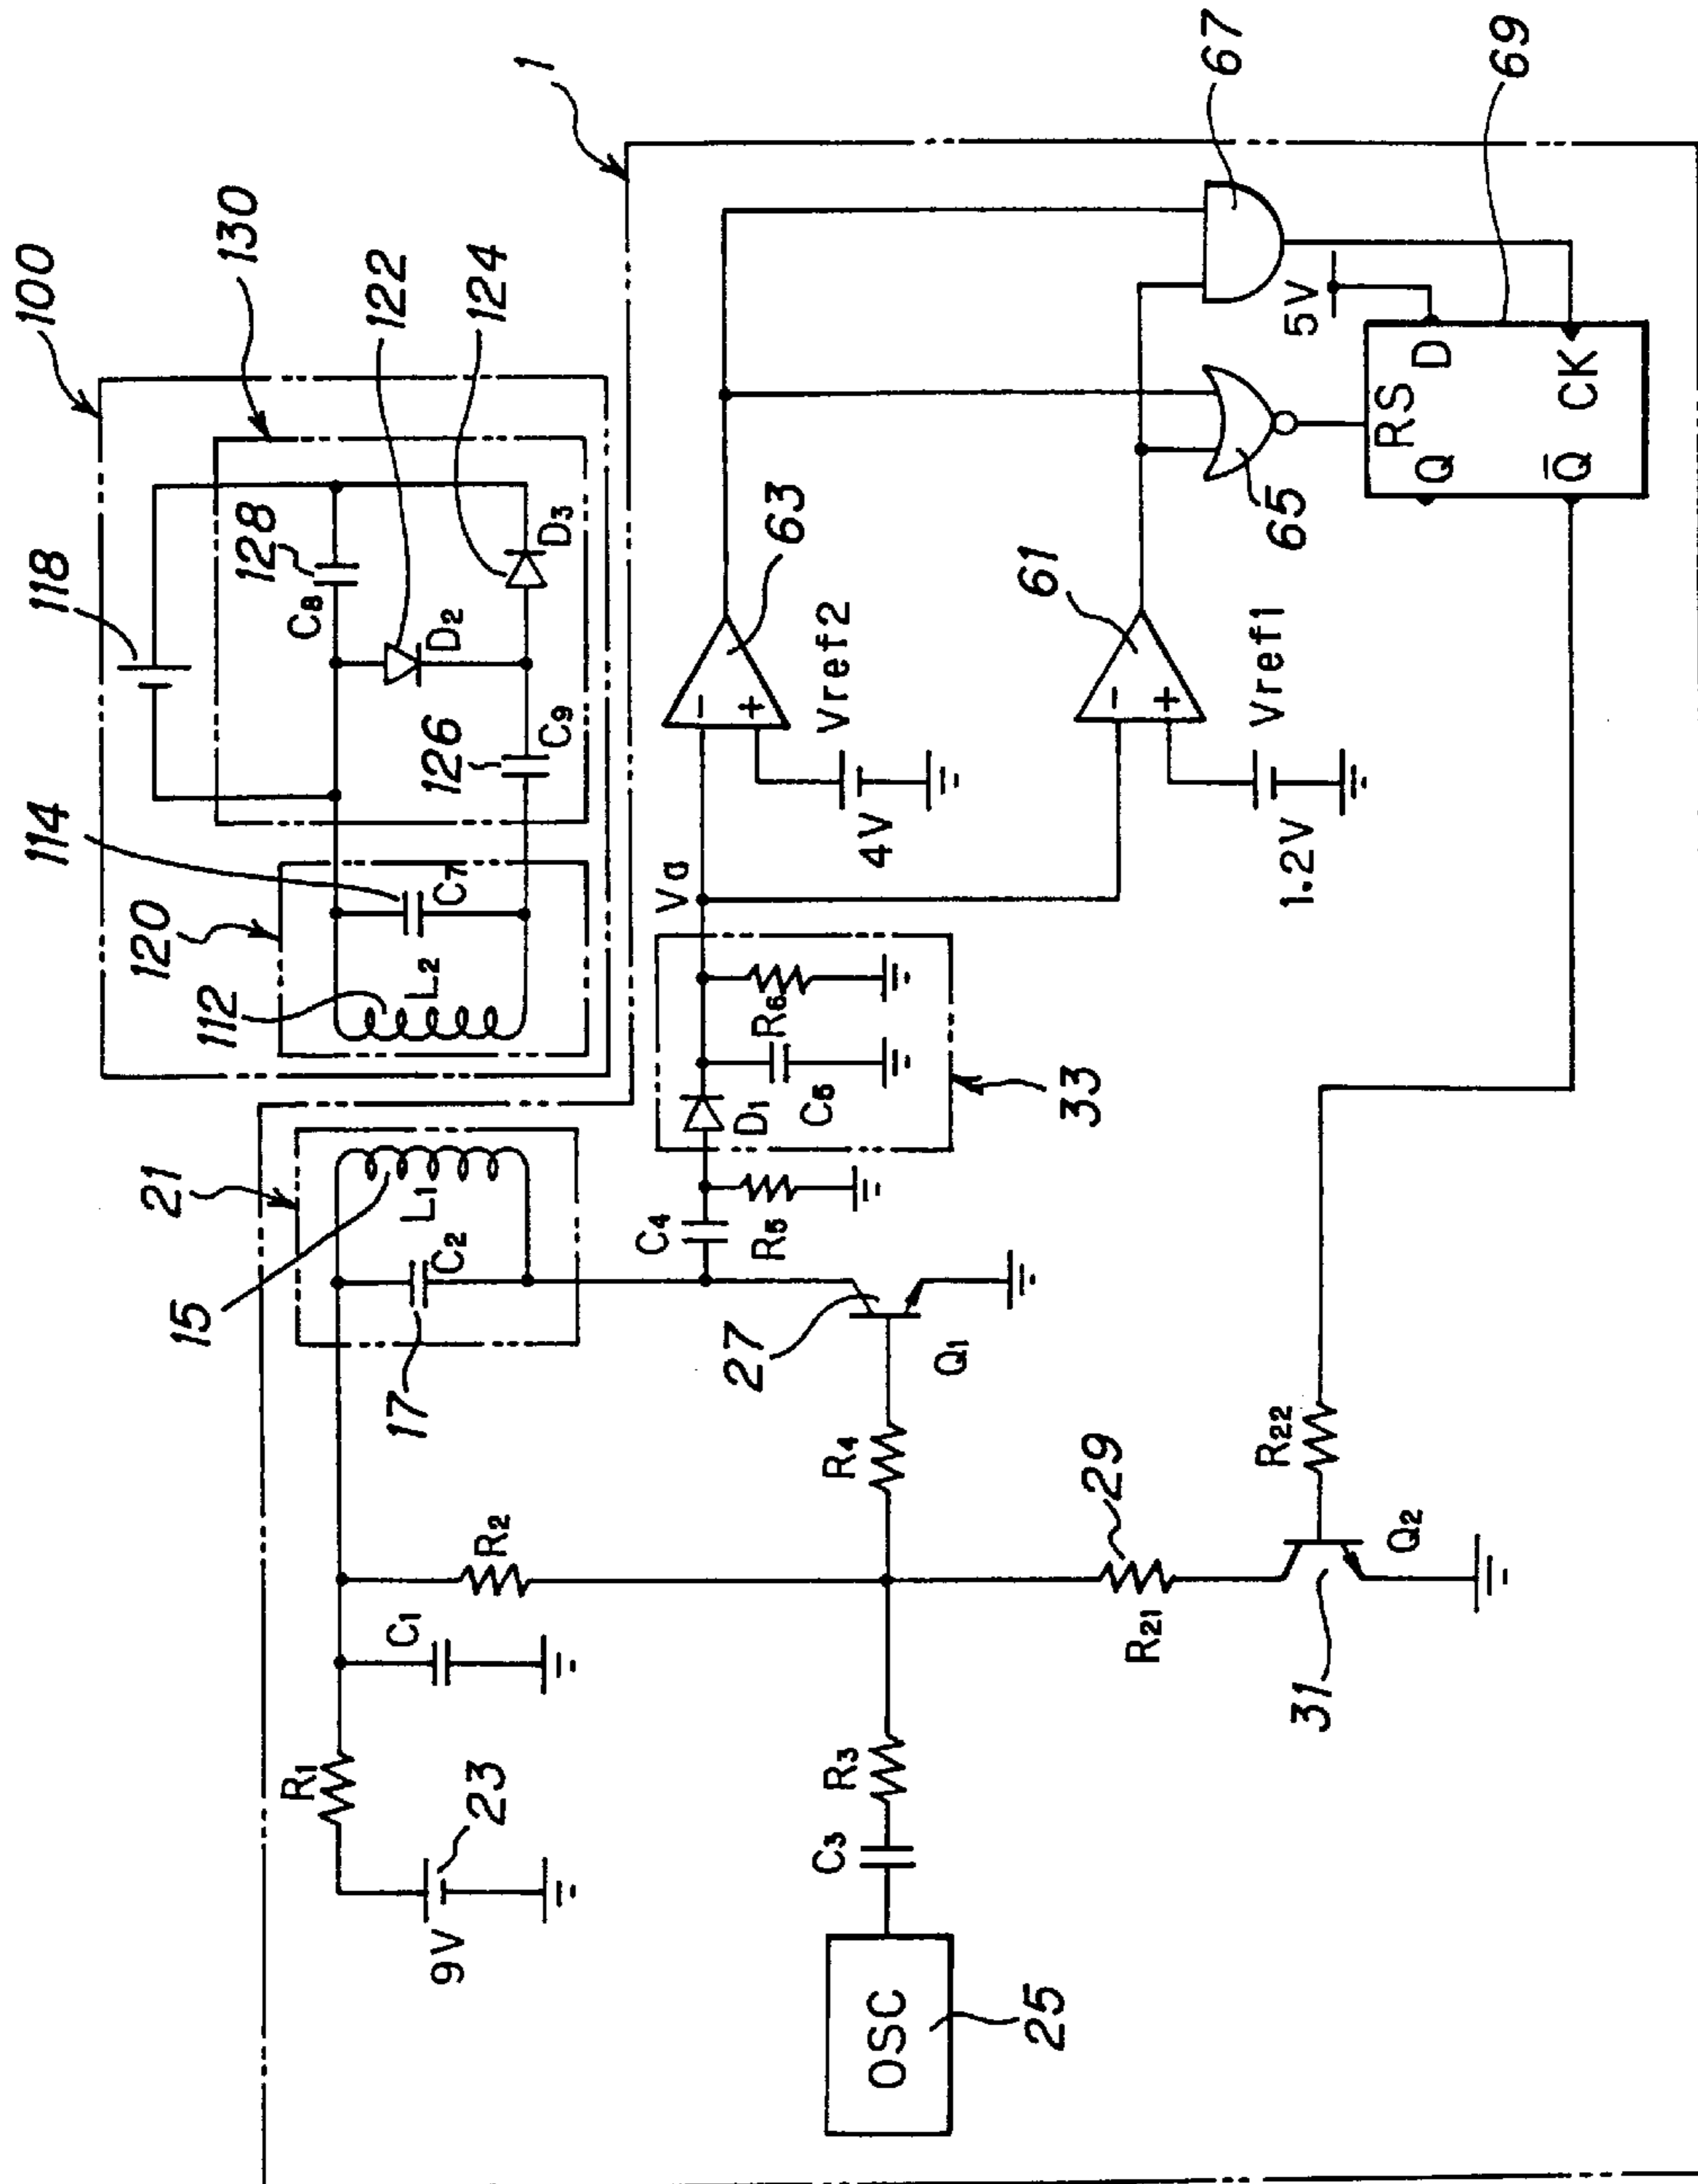 100
118
130
128
C8
122
124
D2
D3
114
126
C9
120
112
L2
C7
1
21
15
L1
C2
17
R1
C1
R2
9V
23
C4
R5
D1
C5
R6
33
Va
63
4V
Vref2
61
1.2V
Vref1
67
65
5V
69
RS
D
Q
Q̄
CK
27
Q1
R4
OSC
25
C3
R3
29
R21
R22
31
Q2